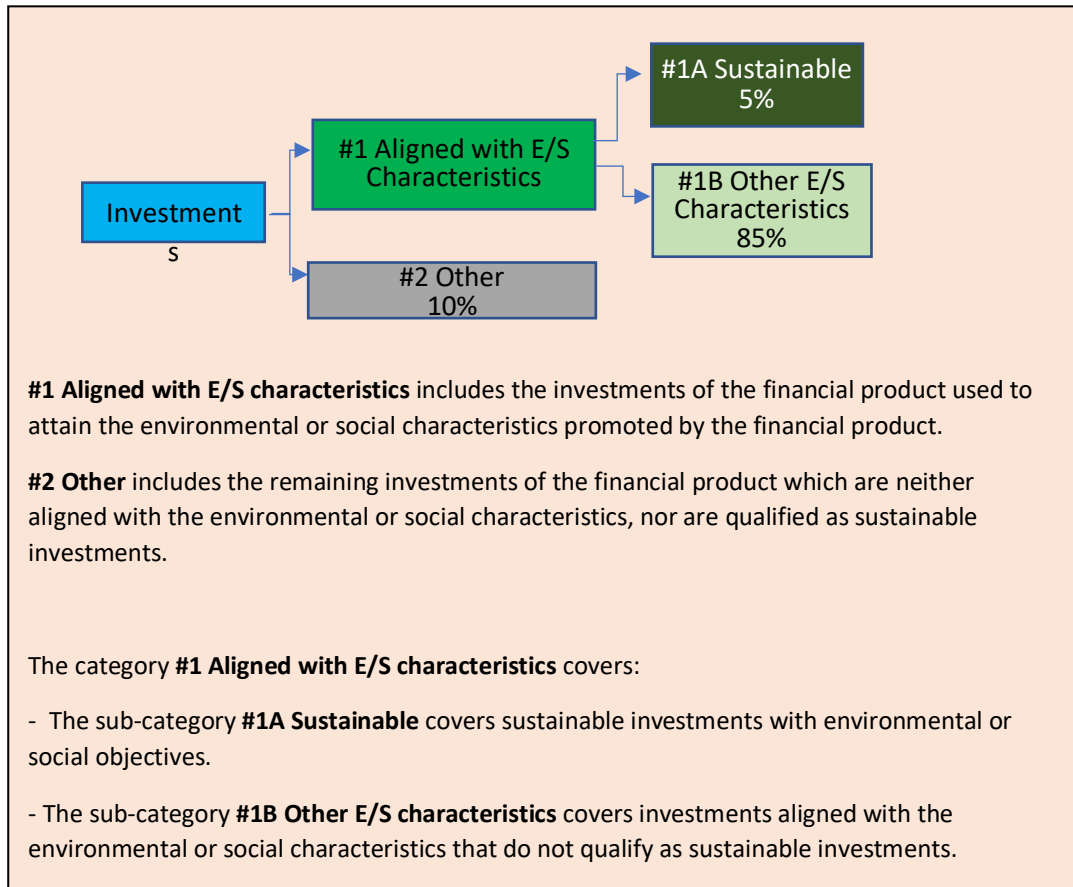 #1A Sustainable
5%
#1 Aligned with E/S
Characteristics
#1B Other E/S
Characteristics
85%
Investment
s
#2 Other
10%
#1 Aligned with E/S characteristics includes the investments of the financial product used to
attain the environmental or social characteristics promoted by the financial product.
#2 Other includes the remaining investments of the financial product which are neither
aligned with the environmental or social characteristics, nor are qualified as sustainable
investments.
The category #1 Aligned with E/S characteristics covers:
- The sub-category #1A Sustainable covers sustainable investments with environmental or
social objectives.
- The sub-category #1B Other E/S characteristics covers investments aligned with the
environmental or social characteristics that do not qualify as sustainable investments.